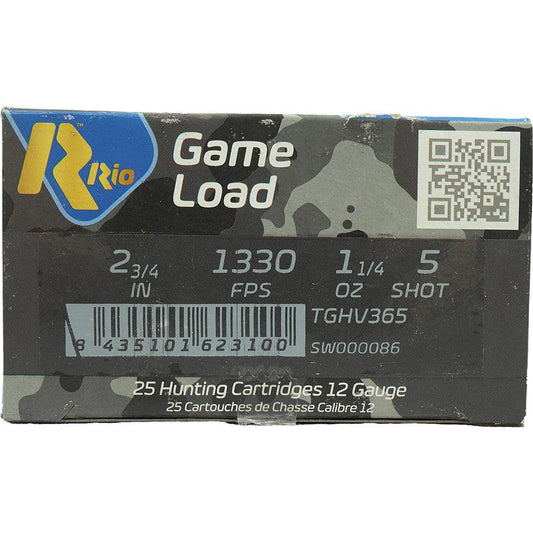 Rio™
Game
Load
2 3/4 1330 1 1/4 5
IN FPS OZ SHOT
TGHV365
8 435101 623100
SW000086
25 Hunting Cartridges 12 Gauge
25 Cartouches de Chasse Calibre 12